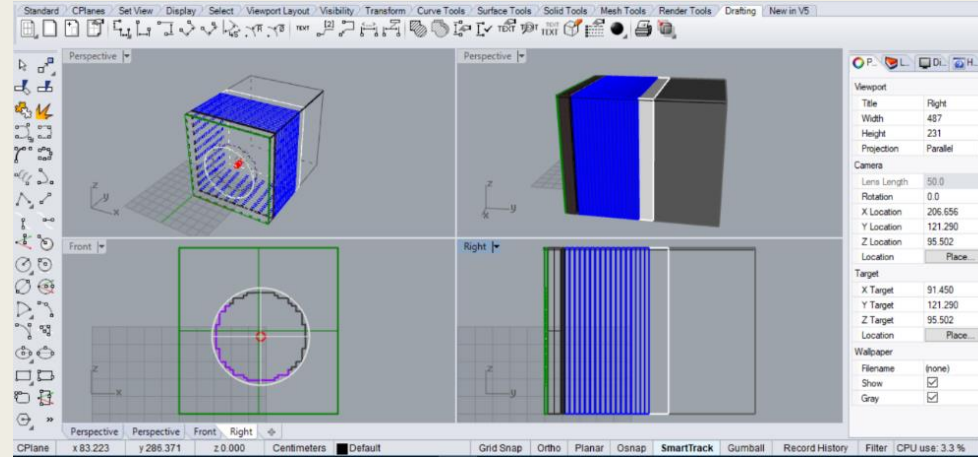 Standard CPlanes Set View Display Select Viewport Layout Visibility Transform Curve Tools Surface Tools Solid Tools Mesh Tools Render Tools Drafting New in V5
TEXT [2] TEXT TEXT
Perspective
z y x
Perspective
z y x
Front
z x
Right
z y
Perspective Perspective Front Right
P... L... Di... H...
Viewport
Title Right
Width 487
Height 231
Projection Parallel
Camera
Lens Length 50.0
Rotation 0.0
X Location 206.656
Y Location 121.290
Z Location 95.502
Location Place...
Target
X Target 91.450
Y Target 121.290
Z Target 95.502
Location Place...
Wallpaper
Filename (none)
Show
Gray
CPlane x 83.223 y 286.371 z 0.000 Centimeters Default Grid Snap Ortho Planar Osnap SmartTrack Gumball Record History Filter CPU use: 3.3 %